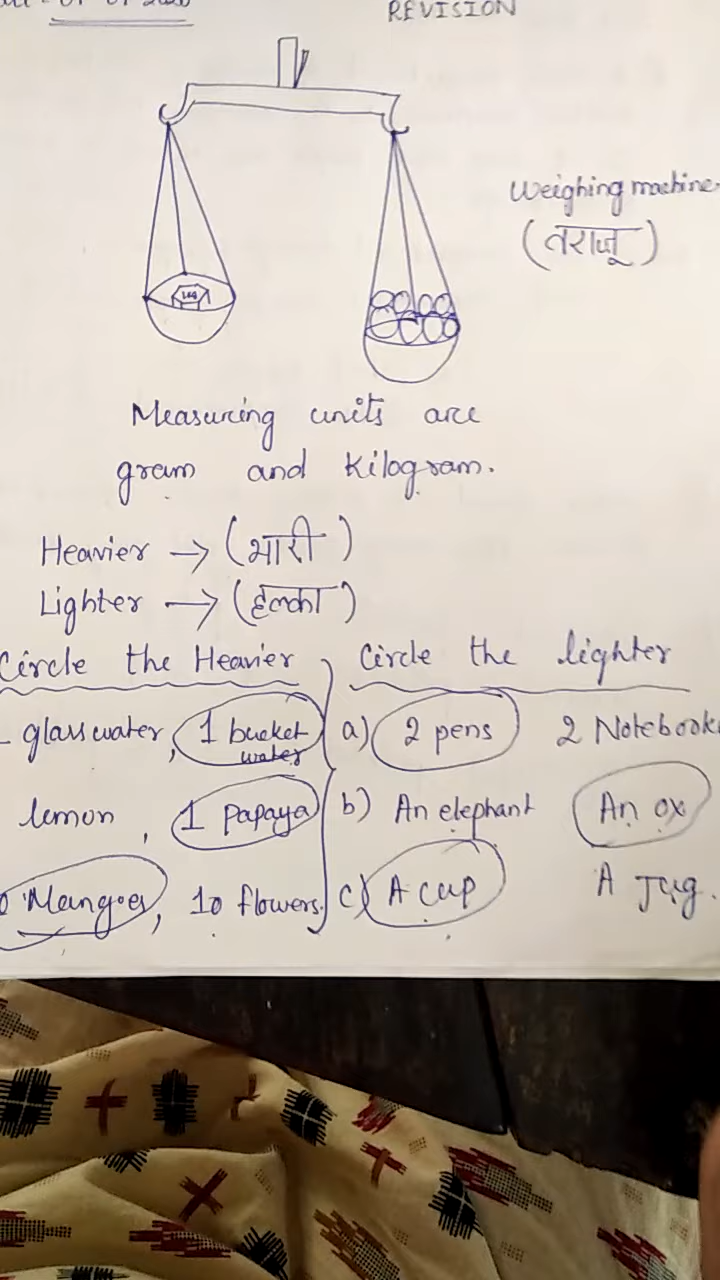 REVISION
Weighing machine
(तराजू)
Measuring units are
gram and Kilogram.
Heavier → (भारी)
Lighter → (हल्का)
Circle the Heavier
glass water, 1 bucket water
lemon, 1 papaya
Mangoes, 10 flowers.
Circle the lighter
a) 2 pens 2 Notebook
b) An elephant An ox
c) A cup A Jug.